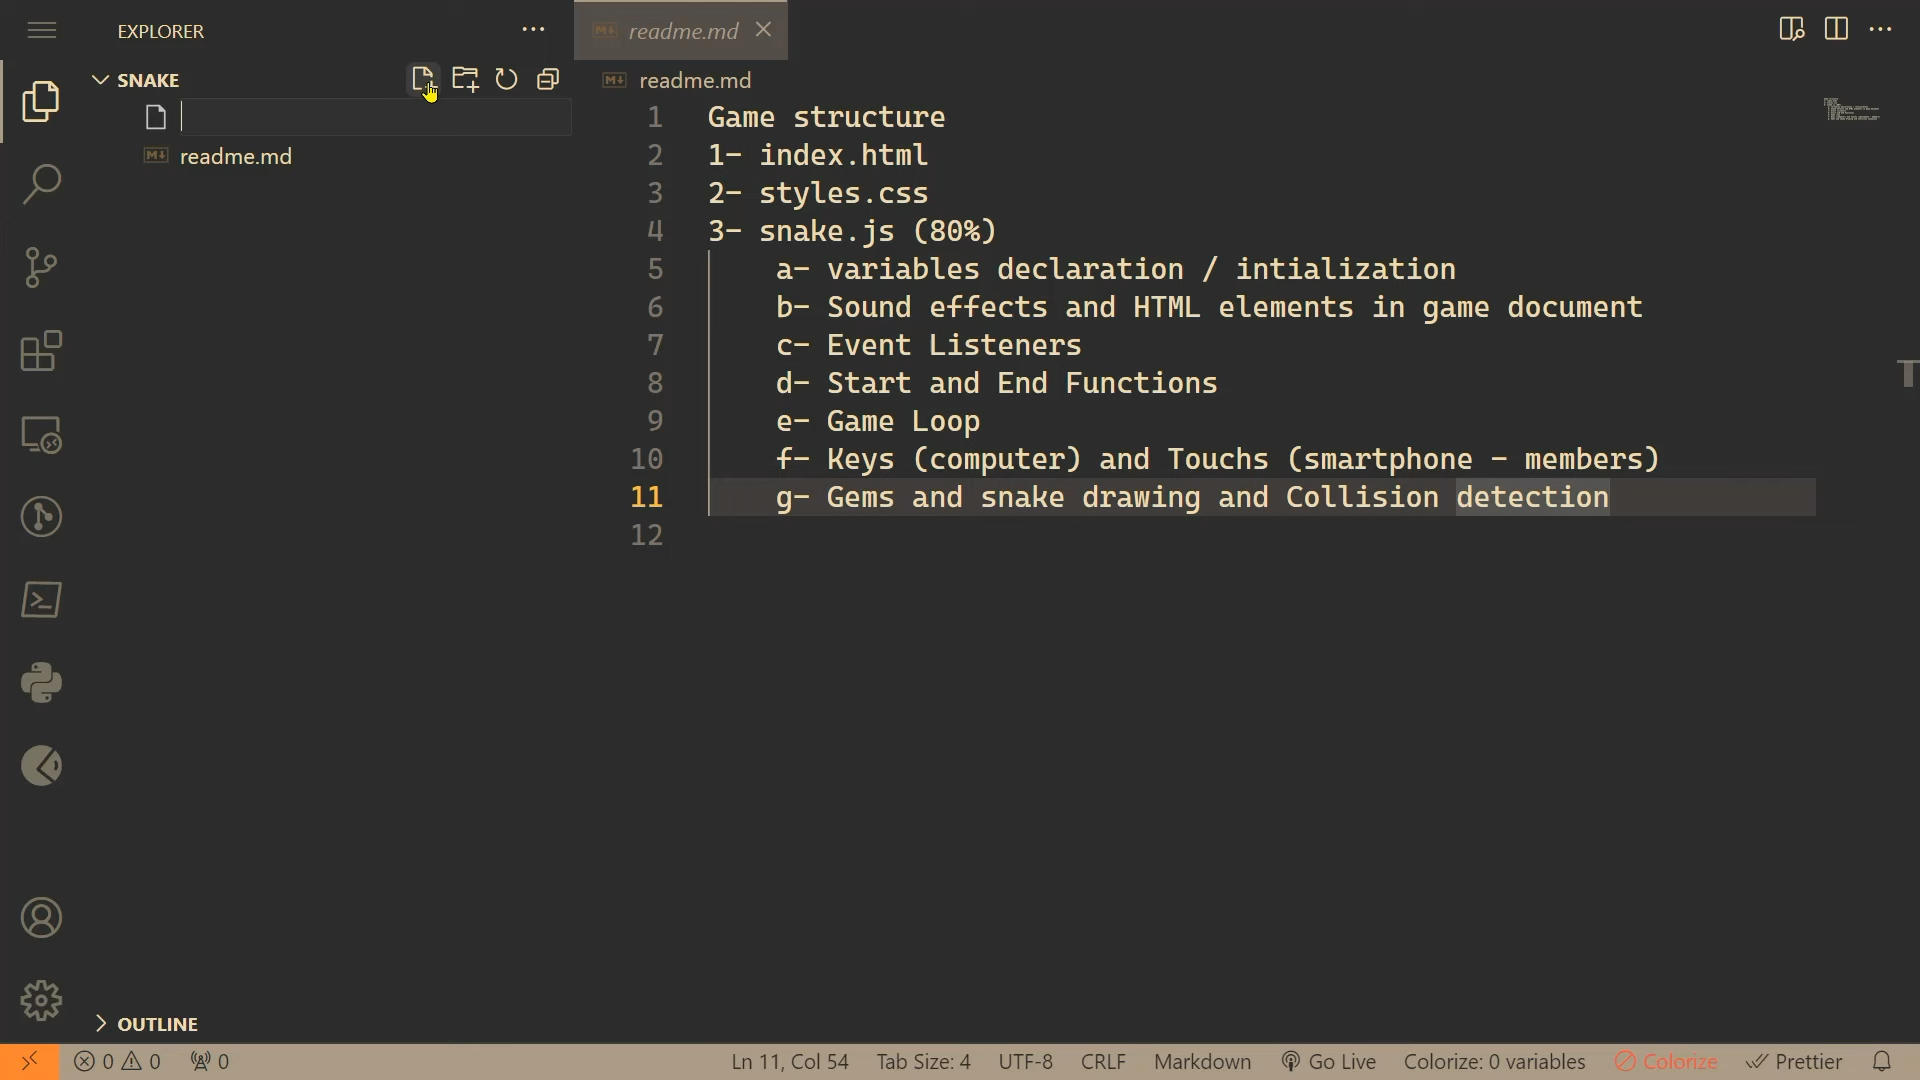 EXPLORER
SNAKE
readme.md
readme.md
readme.md
1 Game structure
2 1- index.html
3 2- styles.css
4 3- snake.js (80%)
5 a- variables declaration / intialization
6 b- Sound effects and HTML elements in game document
7 c- Event Listeners
8 d- Start and End Functions
9 e- Game Loop
10 f- Keys (computer) and Touchs (smartphone - members)
11 g- Gems and snake drawing and Collision detection
12
OUTLINE
0 0 0 Ln 11, Col 54 Tab Size: 4 UTF-8 CRLF Markdown Go Live Colorize: 0 variables Colorize Prettier